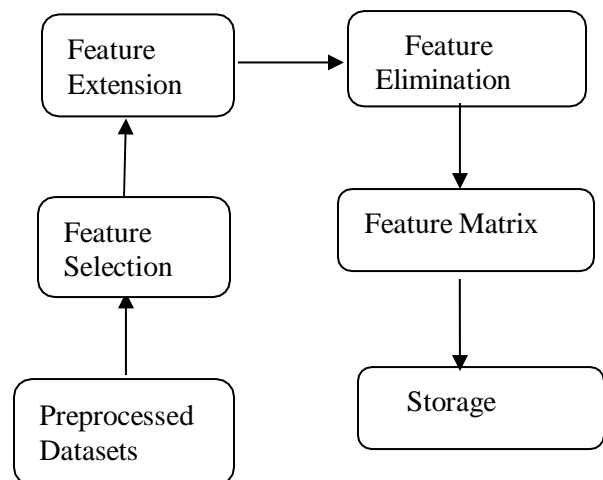 Feature
Extension
Feature
Elimination
Feature
Selection
Feature Matrix
Preprocessed
Datasets
Storage